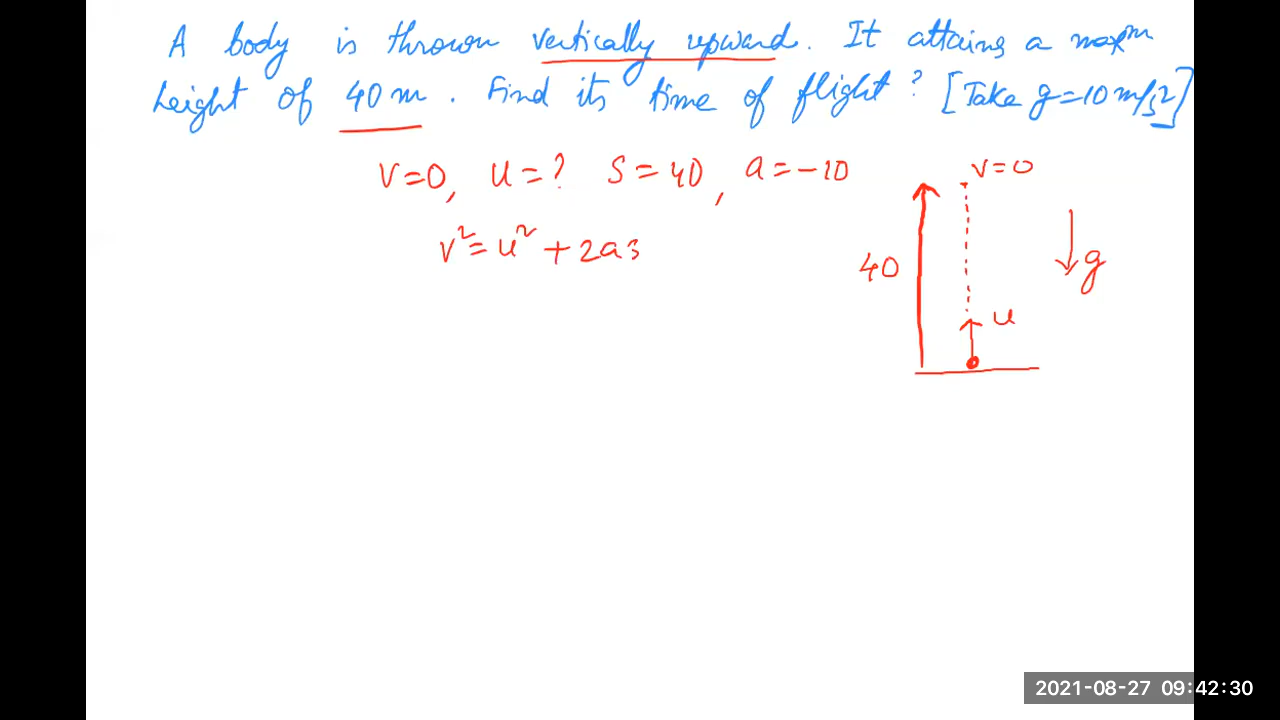 A body is thrown vertically upward. It attains a maxᵐ
height of 40 m. Find its time of flight? [Take g=10 m/s2]
V=0, u=? S=40, a=-10
V=0
v²=u²+2as
40
g
u
2021-08-27 09:42:30